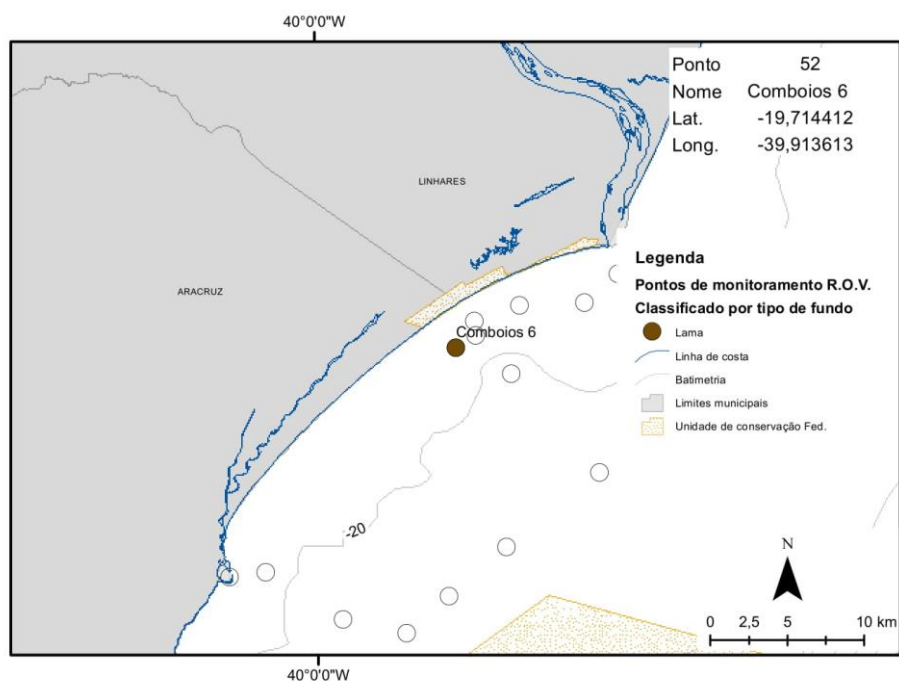 40°0'0"W
Ponto 52
Nome Comboios 6
Lat. -19,714412
Long. -39,913613
LINHARES
ARACRUZ
Comboios 6
Legenda
Pontos de monitoramento R.O.V.
Classificado por tipo de fundo
Lama
Linha de costa
Batimetria
Limites municipais
Unidade de conservação Fed.
-20
N
0 2,5 5 10 km
40°0'0"W